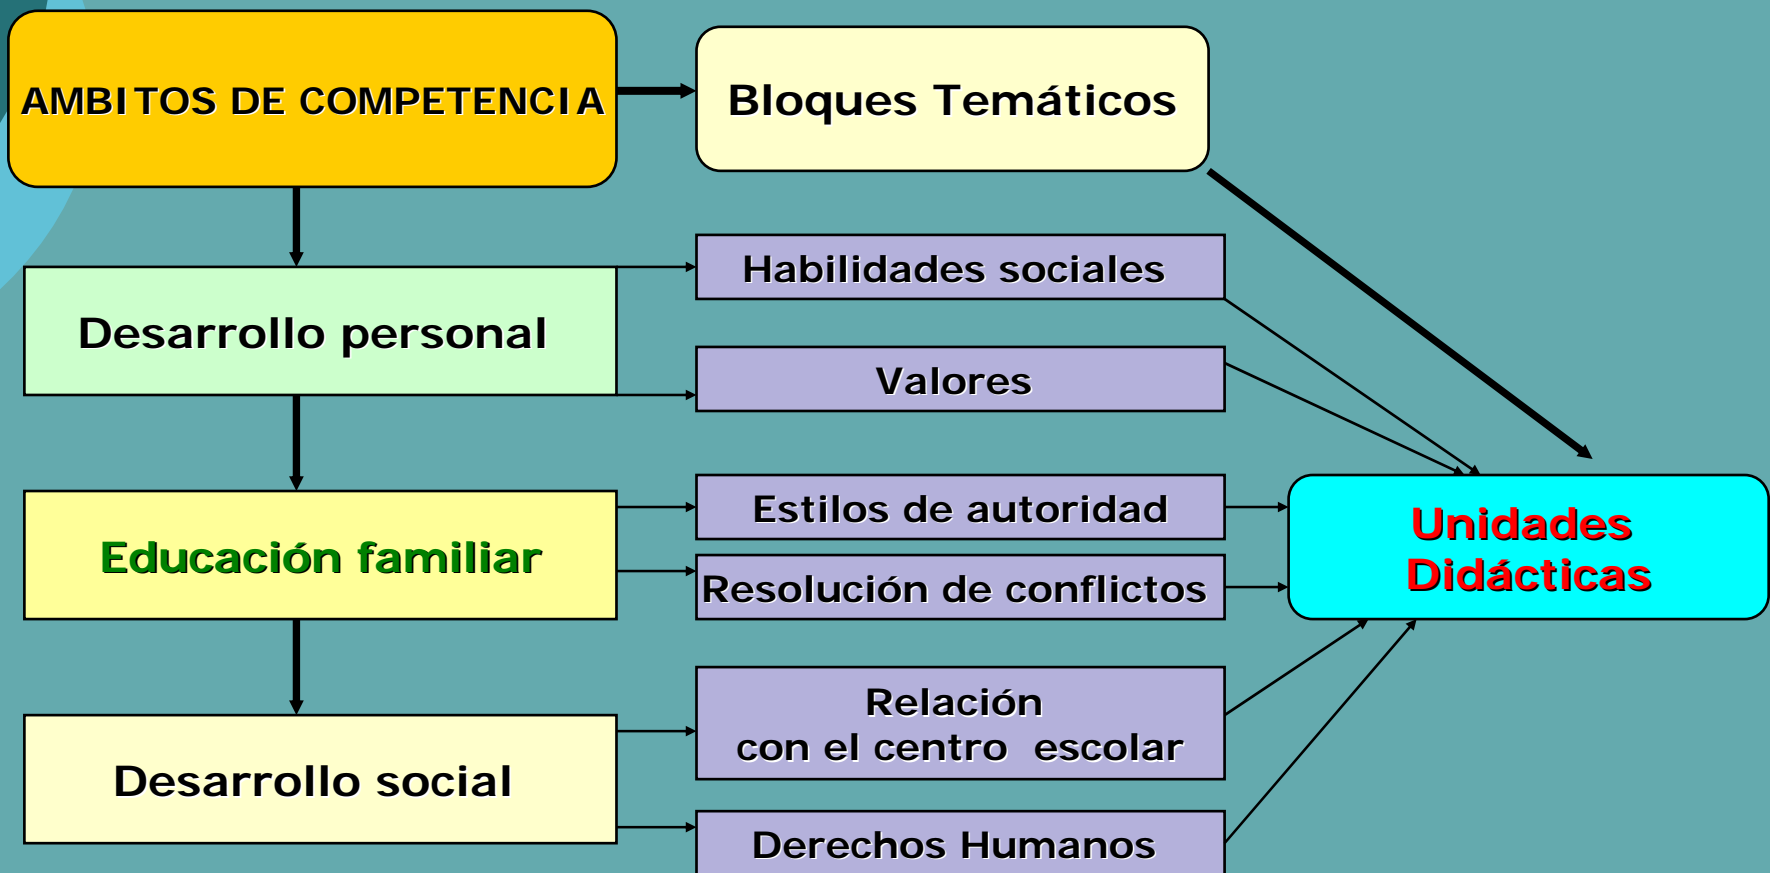 AMBITOS DE COMPETENCIA
Bloques Temáticos
Desarrollo personal
Habilidades sociales
Valores
Educación familiar
Estilos de autoridad
Resolución de conflictos
Unidades
Didácticas
Desarrollo social
Relación
con el centro escolar
Derechos Humanos